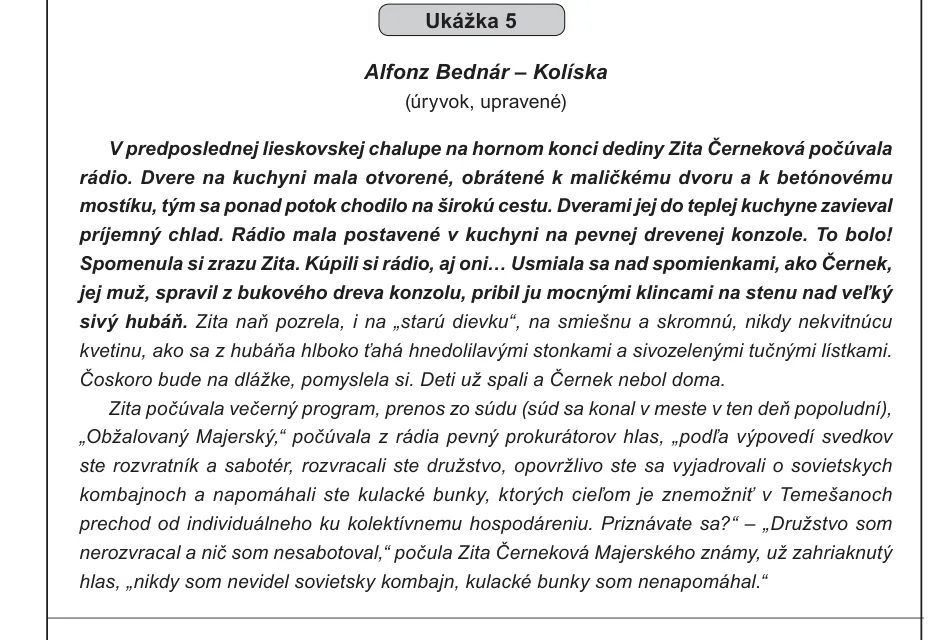 Ukážka 5
Alfonz Bednár – Kolíska
(úryvok, upravené)
V predposlednej lieskovskej chalupe na hornom konci dediny Zita Černeková počúvala
rádio. Dvere na kuchyni mala otvorené, obrátené k maličkému dvoru a k betónovému
mostíku, tým sa ponad potok chodilo na širokú cestu. Dverami jej do teplej kuchyne zavieval
príjemný chlad. Rádio mala postavené v kuchyni na pevnej drevenej konzole. To bolo!
Spomenula si zrazu Zita. Kúpili si rádio, aj oni… Usmiala sa nad spomienkami, ako Černek,
jej muž, spravil z bukového dreva konzolu, pribil ju mocnými klincami na stenu nad veľký
sivý hubáň. Zita naň pozrela, i na „starú dievku“, na smiešnu a skromnú, nikdy nekvitnúcu
kvetinu, ako sa z hubáňa hlboko ťahá hnedolilavými stonkami a sivozelenými tučnými lístkami.
Čoskoro bude na dlážke, pomyslela si. Deti už spali a Černek nebol doma.
Zita počúvala večerný program, prenos zo súdu (súd sa konal v meste v ten deň popoludní),
„Obžalovaný Majerský,“ počúvala z rádia pevný prokurátorov hlas, „podľa výpovedí svedkov
ste rozvratník a sabotér, rozvracali ste družstvo, opovržlivo ste sa vyjadrovali o sovietskych
kombajnoch a napomáhali ste kulacké bunky, ktorých cieľom je znemožniť v Temešanoch
prechod od individuálneho ku kolektívnemu hospodáreniu. Priznávate sa?“ – „Družstvo som
nerozvracal a nič som nesabotoval,“ počula Zita Černeková Majerského známy, už zahriaknutý
hlas, „nikdy som nevidel sovietsky kombajn, kulacké bunky som nenapomáhal.“